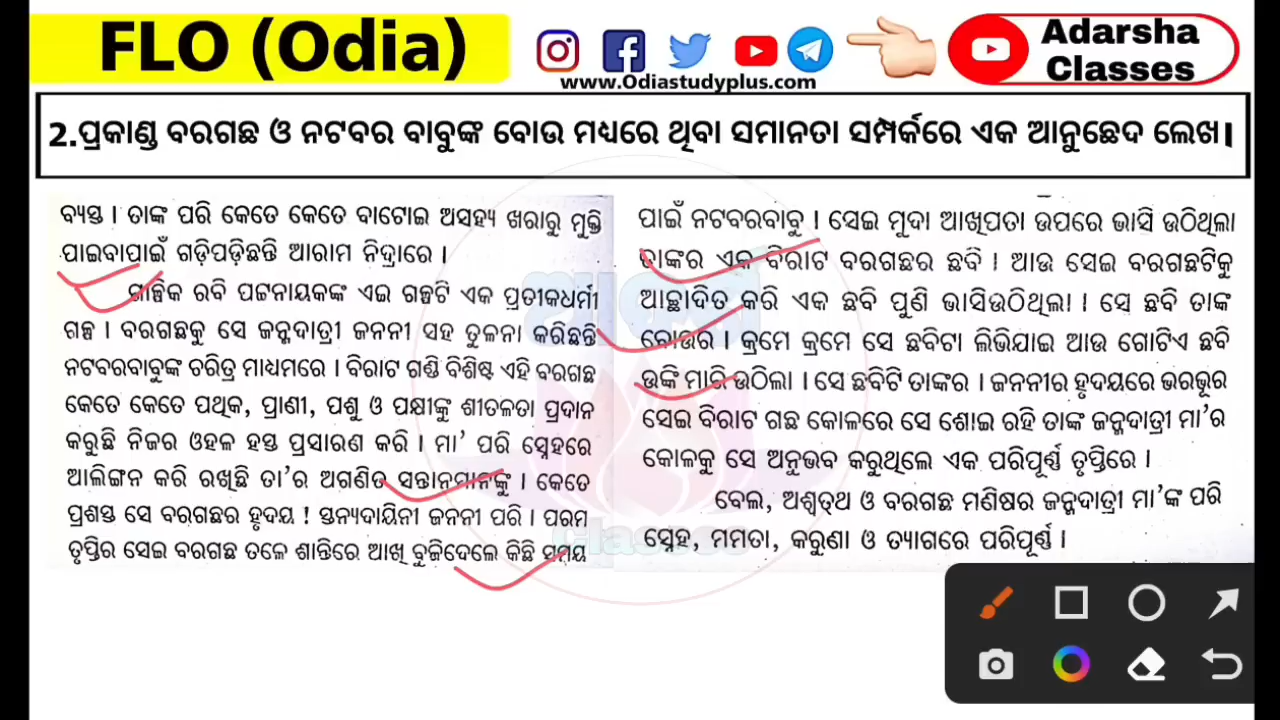 FLO (Odia)
www.Odiastudyplus.com
Adarsha
Classes
2.ପ୍ରକାଣ୍ଡ ବରଗଛ ଓ ନଟବର ବାବୁଙ୍କ ବୋଉ ମଧ୍ୟରେ ଥିବା ସମାନତା ସମ୍ପର୍କରେ ଏକ ଆନୁଛେଦ ଲେଖ।
ବ୍ୟସ୍ତ । ତାଙ୍କ ପରି କେତେ କେତେ ବାଟୋଇ ଅସହ୍ୟ ଖରାରୁ ମୁକ୍ତି
ପାଇବାପାଇଁ ଗଡ଼ିପଡ଼ିଛନ୍ତି ଆରାମ ନିଦ୍ରାରେ ।
ଗାଳ୍ପିକ ରବି ପଟ୍ଟନାୟକଙ୍କ ଏଇ ଗଳ୍ପଟି ଏକ ପ୍ରତୀକଧର୍ମୀ
ଗଳ୍ପ । ବରଗଛକୁ ସେ ଜନ୍ମଦାତ୍ରୀ ଜନନୀ ସହ ତୁଳନା କରିଛନ୍ତି
ନଟବରବାବୁଙ୍କ ଚରିତ୍ର ମାଧ୍ୟମରେ । ବିରାଟ ଗଣ୍ଡି ବିଶିଷ୍ଟ ଏହି ବରଗଛ
କେତେ କେତେ ପଥିକ, ପ୍ରାଣୀ, ପଶୁ ଓ ପକ୍ଷୀଙ୍କୁ ଶୀତଳତା ପ୍ରଦାନ
କରୁଛି ନିଜର ଓହଳ ହସ୍ତ ପ୍ରସାରଣ କରି । ମା’ ପରି ସ୍ନେହରେ
ଆଲିଙ୍ଗନ କରି ରଖିଛି ତା’ର ଅଗଣିତ ସନ୍ତାନମାନଙ୍କୁ । କେତେ
ପ୍ରଶସ୍ତ ସେ ବରଗଛର ହୃଦୟ ! ସ୍ତନ୍ୟଦାୟିନୀ ଜନନୀ ପରି । ପରମ
ତୃପ୍ତିର ସେଇ ବରଗଛ ତଳେ ଶାନ୍ତିରେ ଆଖି ବୁଜିଦେଲେ କିଛି ସମୟ
ପାଇଁ ନଟବରବାବୁ । ସେଇ ମୁଦା ଆଖିପତା ଉପରେ ଭାସି ଉଠିଥିଲା
ତାଙ୍କର ଏକ ବିରାଟ ବରଗଛର ଛବି । ଆଉ ସେଇ ବରଗଛଟିକୁ
ଆଚ୍ଛାଦିତ କରି ଏକ ଛବି ପୁଣି ଭାସିଉଠିଥିଲା । ସେ ଛବି ତାଙ୍କ
ବୋଉର । କ୍ରମେ କ୍ରମେ ସେ ଛବିଟା ଲିଭିଯାଇ ଆଉ ଗୋଟିଏ ଛବି
ଉଙ୍କି ମାରି ଉଠିଲା । ସେ ଛବିଟି ତାଙ୍କର । ଜନନୀର ହୃଦୟରେ ଭରଭୂର
ସେଇ ବିରାଟ ଗଛ କୋଳରେ ସେ ଶୋଇ ରହି ତାଙ୍କ ଜନ୍ମଦାତ୍ରୀ ମା’ର
କୋଳକୁ ସେ ଅନୁଭବ କରୁଥିଲେ ଏକ ପରିପୂର୍ଣ୍ଣ ତୃପ୍ତିରେ ।
ବେଲ, ଅଶ୍ୱତ୍‌ଥ ଓ ବରଗଛ ମଣିଷର ଜନ୍ମଦାତ୍ରୀ ମା’ଙ୍କ ପରି
ସ୍ନେହ, ମମତା, କରୁଣା ଓ ତ୍ୟାଗରେ ପରିପୂର୍ଣ୍ଣ ।
classes